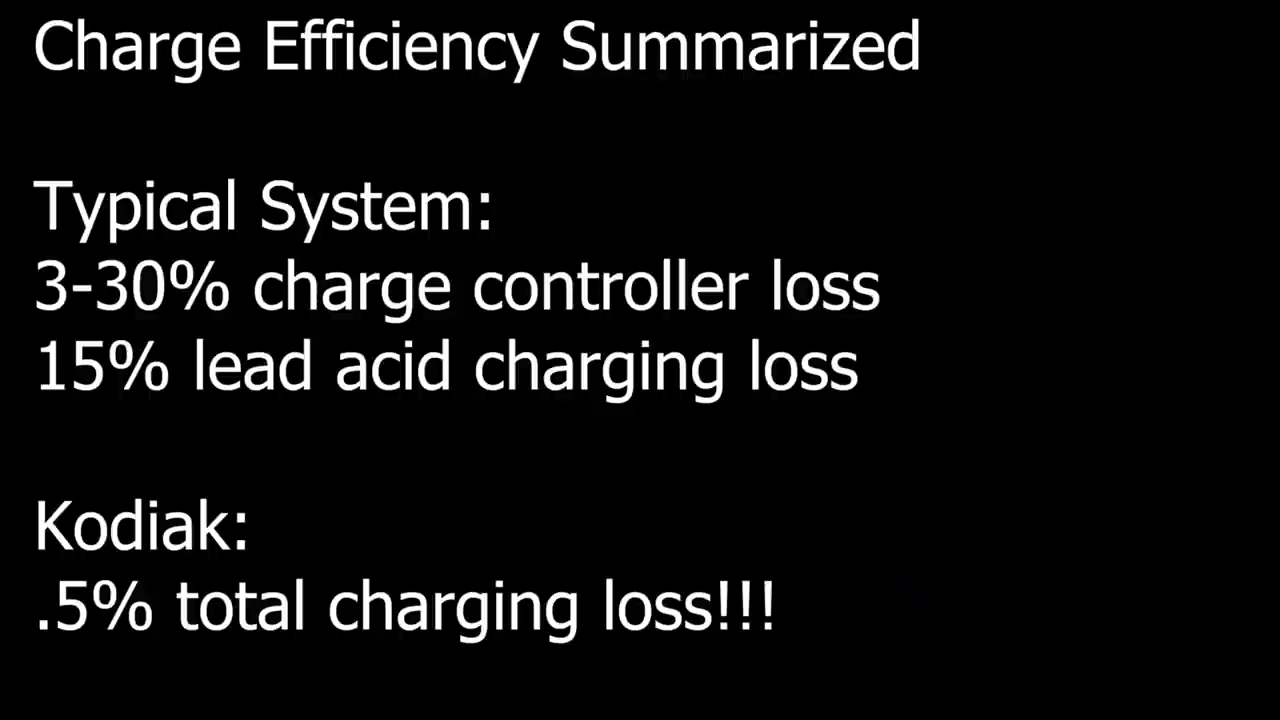 Charge Efficiency Summarized
Typical System:
3-30% charge controller loss
15% lead acid charging loss
Kodiak:
.5% total charging loss!!!